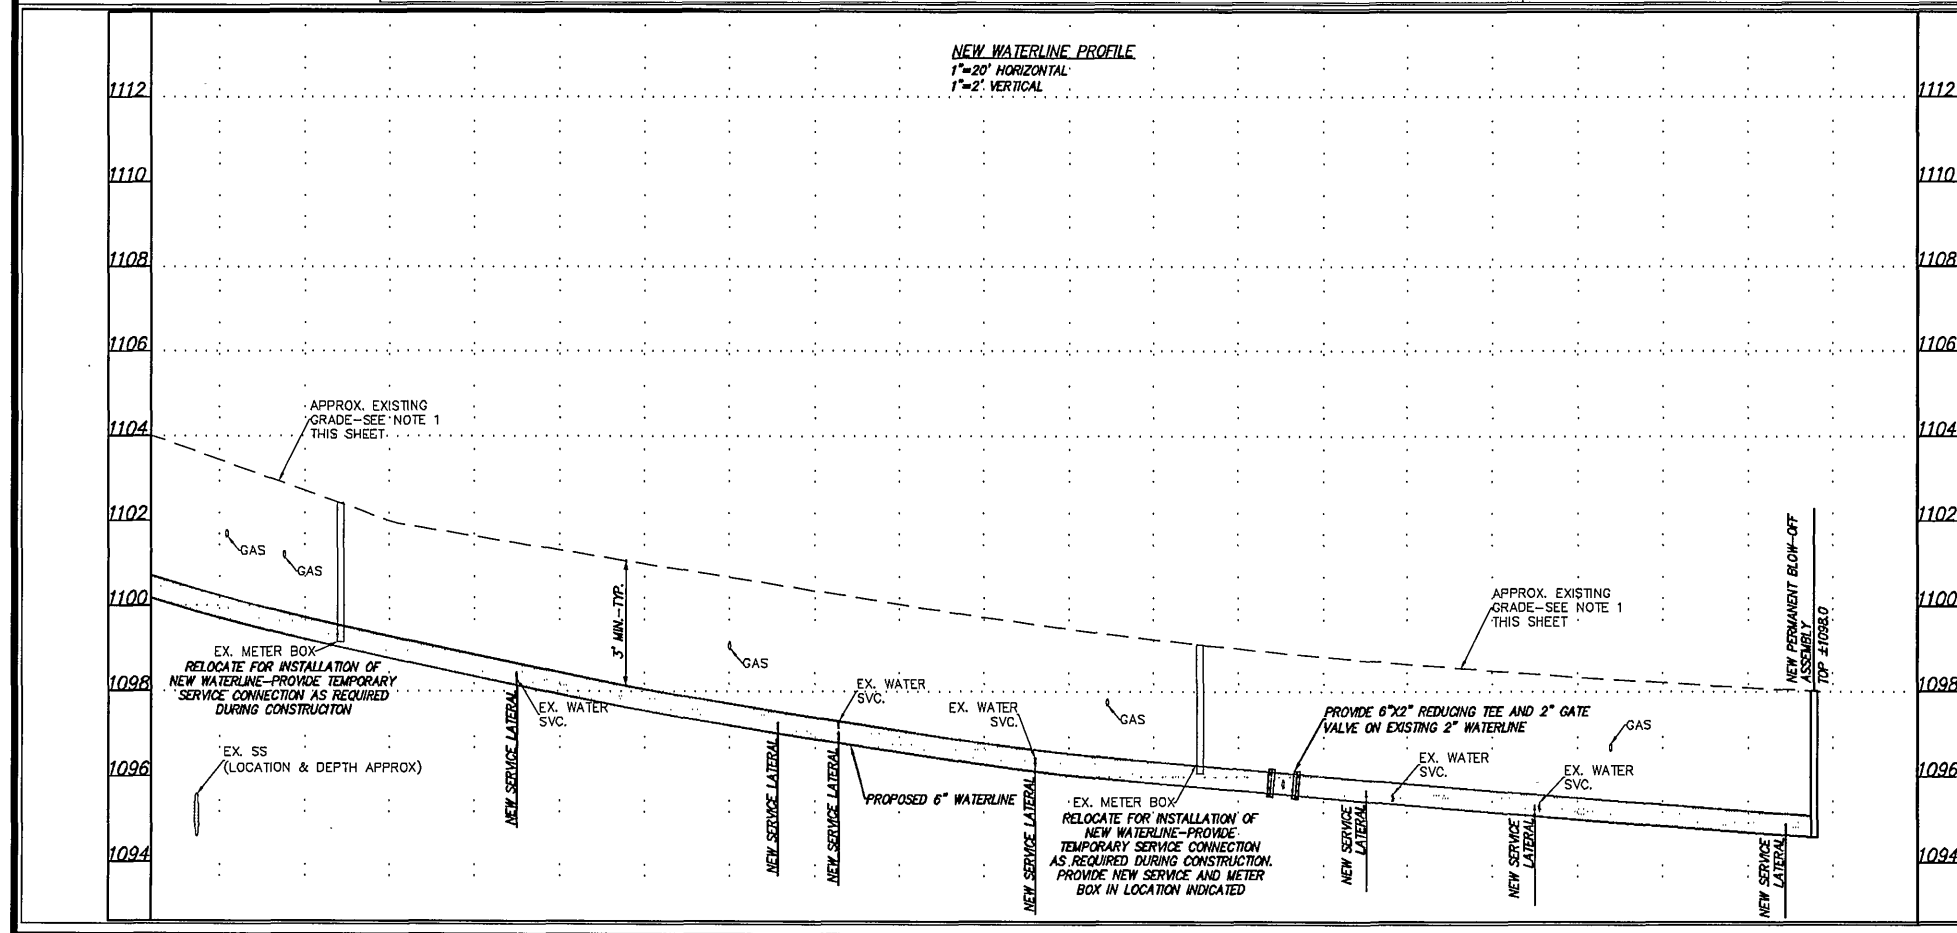 NEW WATERLINE PROFILE
1"=20' HORIZONTAL
1"=2' VERTICAL
1112
1112
1110
1110
1108
1108
1106
1106
1104
1104
1102
1102
1100
1100
1098
1098
1096
1096
1094
1094
APPROX. EXISTING
GRADE-SEE NOTE 1
THIS SHEET
GAS
GAS
EX. METER BOX
RELOCATE FOR INSTALLATION OF
NEW WATERLINE-PROVIDE TEMPORARY
SERVICE CONNECTION AS REQUIRED
DURING CONSTRUCITON
EX. SS
(LOCATION & DEPTH APPROX)
NEW SERVICE LATERAL
EX. WATER
SVC.
3' MIN.-TYP.
GAS
NEW SERVICE LATERAL
NEW SERVICE LATERAL
EX. WATER
SVC.
PROPOSED 6" WATERLINE
EX. WATER
SVC.
NEW SERVICE LATERAL
GAS
EX. METER BOX
RELOCATE FOR INSTALLATION OF
NEW WATERLINE-PROVIDE
TEMPORARY SERVICE CONNECTION
AS REQUIRED DURING CONSTRUCTION.
PROVIDE NEW SERVICE AND METER
BOX IN LOCATION INDICATED
PROVIDE 6"X2" REDUCING TEE AND 2" GATE
VALVE ON EXISTING 2" WATERLINE
NEW SERVICE
LATERAL
EX. WATER
SVC.
APPROX. EXISTING
GRADE-SEE NOTE 1
THIS SHEET
NEW SERVICE
LATERAL
EX. WATER
SVC.
GAS
NEW SERVICE
LATERAL
NEW PERMANENT BLOW-OFF
ASSEMBLY
TOP ±1098.0